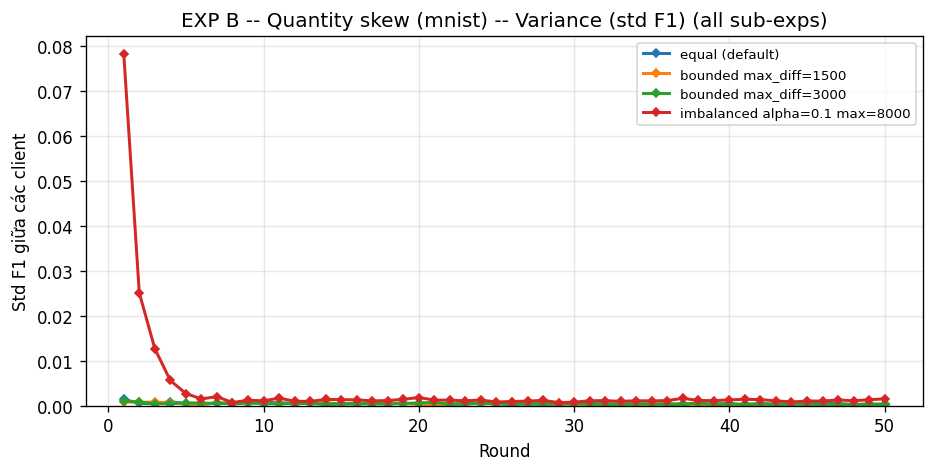 EXP B -- Quantity skew (mnist) -- Variance (std F1) (all sub-exps)
equal (default)
bounded max_diff=1500
bounded max_diff=3000
imbalanced alpha=0.1 max=8000
Std F1 giữa các client
0.08
0.07
0.06
0.05
0.04
0.03
0.02
0.01
0.00
0
10
20
30
40
50
Round